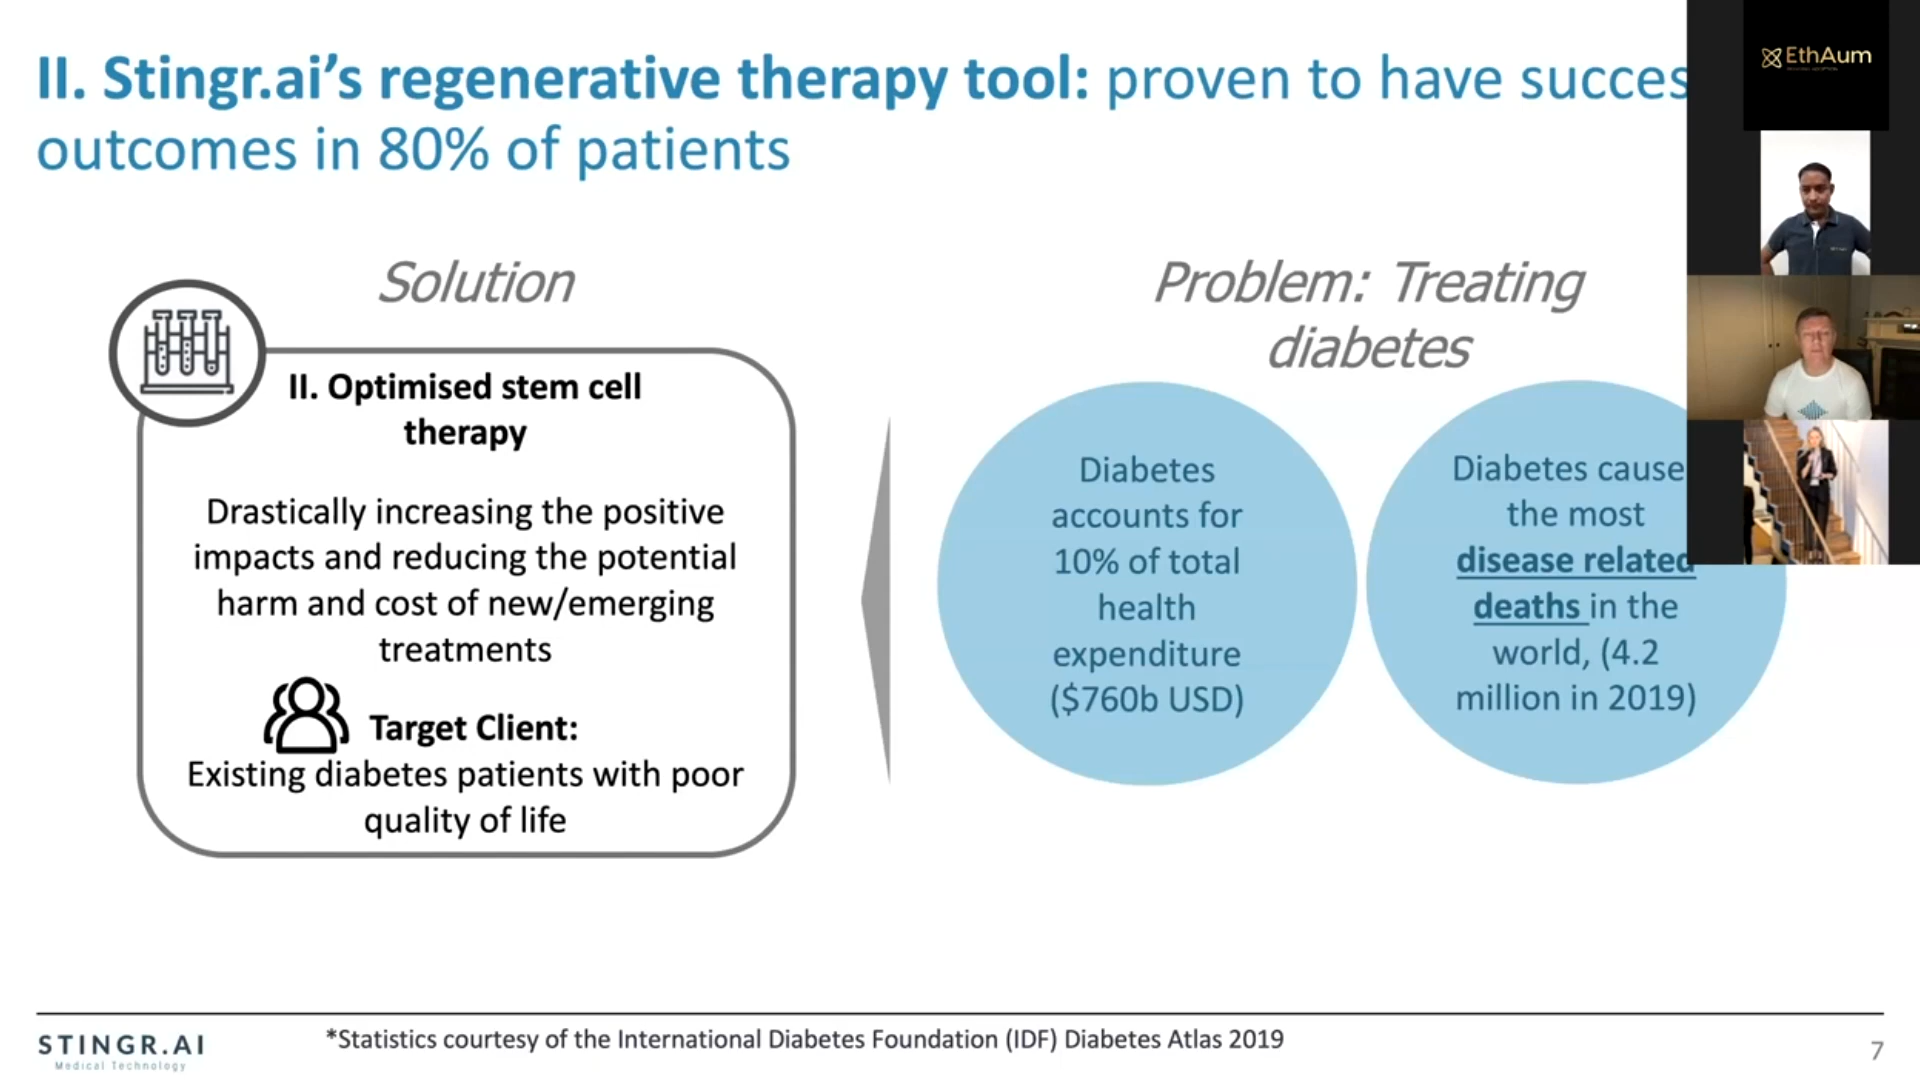 II. Stingr.ai's regenerative therapy tool: proven to have
outcomes in 80% of patients
EthAum
Solution
II. Optimised stem cell
therapy
Drastically increasing the positive
impacts and reducing the potential
harm and cost of new/emerging
treatments
Target Client:
Existing diabetes patients with poor
quality of life
Problem: Treating
diabetes
Diabetes
accounts for
10% of total
health
expenditure
($760b USD)
Diabetes cause
the most
disease related
deaths in the
world, (4.2
million in 2019)
STINGR.AI
Medical Technology
*Statistics courtesy of the International Diabetes Foundation (IDF) Diabetes Atlas 2019
7